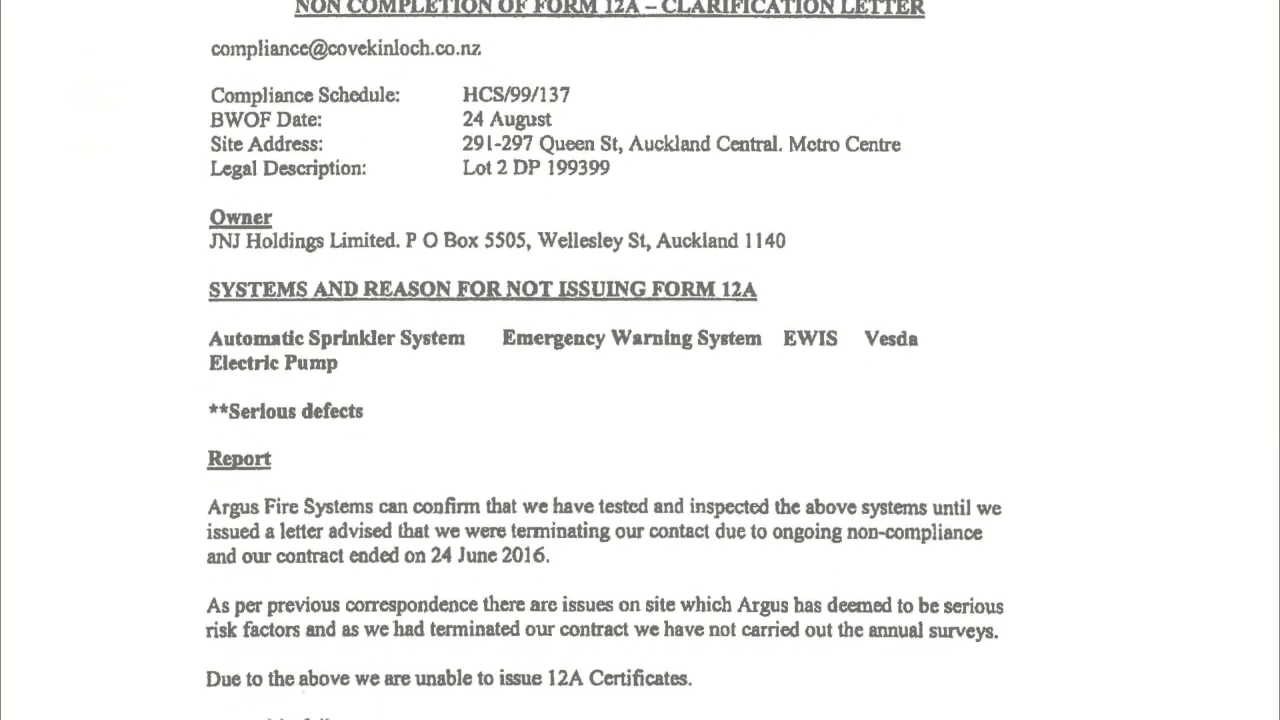 NON COMPLETION OF FORM 12A – CLARIFICATION LETTER
compliance@covekinloch.co.nz
Compliance Schedule: HCS/99/137
BWOF Date: 24 August
Site Address: 291-297 Queen St, Auckland Central. Metro Centre
Legal Description: Lot 2 DP 199399
Owner
JNJ Holdings Limited. P O Box 5505, Wellesley St, Auckland 1140
SYSTEMS AND REASON FOR NOT ISSUING FORM 12A
Automatic Sprinkler System Emergency Warning System EWIS Vesda
Electric Pump
**Serious defects
Report
Argus Fire Systems can confirm that we have tested and inspected the above systems until we
issued a letter advised that we were terminating our contact due to ongoing non-compliance
and our contract ended on 24 June 2016.
As per previous correspondence there are issues on site which Argus has deemed to be serious
risk factors and as we had terminated our contract we have not carried out the annual surveys.
Due to the above we are unable to issue 12A Certificates.